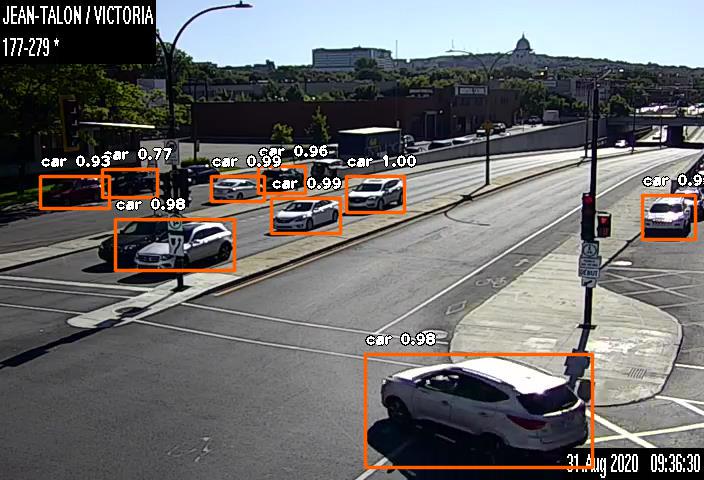 JEAN-TALON / VICTORIA
177-279 *
car 0.93
car 0.77
car 0.99
car 0.96
car 1.00
car 0.99
car 0.98
car 0.98
DÉBUT
31 Aug 2020 09:36:30